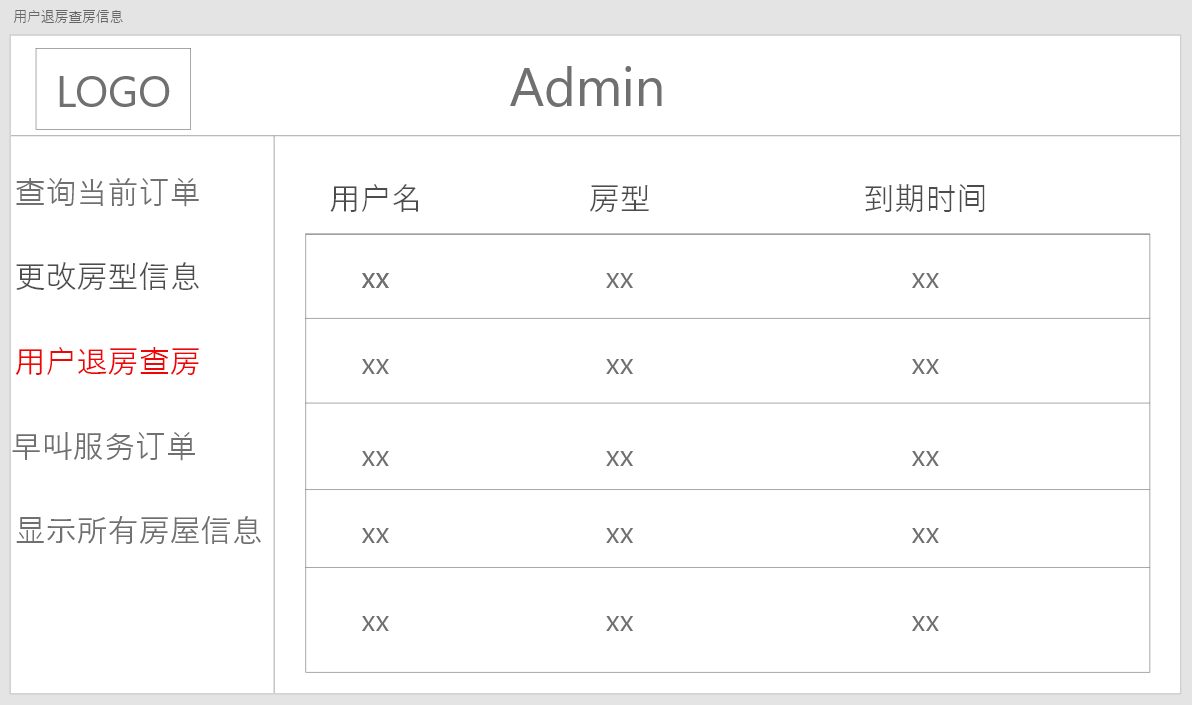 用户退房查房信息
LOGO
Admin
查询当前订单
更改房型信息
用户退房查房
早叫服务订单
显示所有房屋信息
用户名 房型 到期时间
xx xx xx
xx xx xx
xx xx xx
xx xx xx
xx xx xx